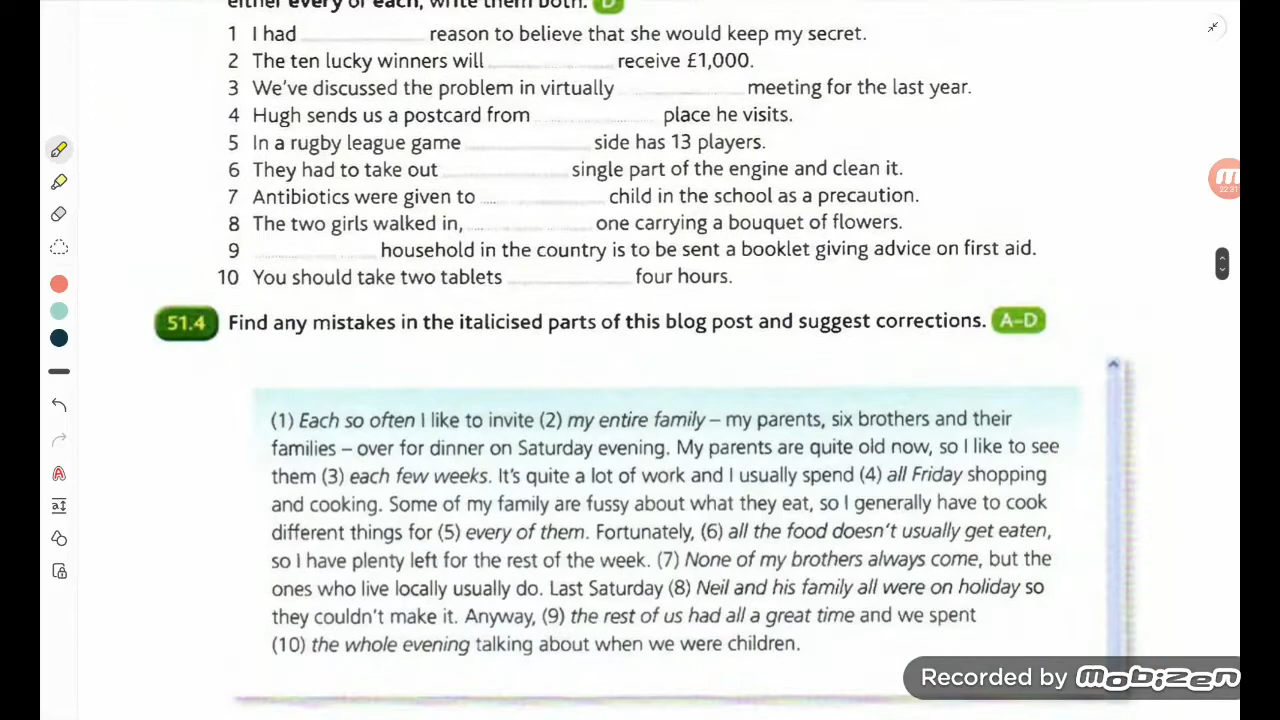 either every or each, write them both. D
1 I had reason to believe that she would keep my secret.
2 The ten lucky winners will receive £1,000.
3 We've discussed the problem in virtually meeting for the last year.
4 Hugh sends us a postcard from place he visits.
5 In a rugby league game side has 13 players.
6 They had to take out single part of the engine and clean it.
7 Antibiotics were given to child in the school as a precaution.
8 The two girls walked in, one carrying a bouquet of flowers.
9 household in the country is to be sent a booklet giving advice on first aid.
10 You should take two tablets four hours.
51.4 Find any mistakes in the italicised parts of this blog post and suggest corrections. A–D
(1) Each so often I like to invite (2) my entire family – my parents, six brothers and their
families – over for dinner on Saturday evening. My parents are quite old now, so I like to see
them (3) each few weeks. It's quite a lot of work and I usually spend (4) all Friday shopping
and cooking. Some of my family are fussy about what they eat, so I generally have to cook
different things for (5) every of them. Fortunately, (6) all the food doesn't usually get eaten,
so I have plenty left for the rest of the week. (7) None of my brothers always come, but the
ones who live locally usually do. Last Saturday (8) Neil and his family all were on holiday so
they couldn't make it. Anyway, (9) the rest of us had all a great time and we spent
(10) the whole evening talking about when we were children.
22:31
Recorded by mobizen